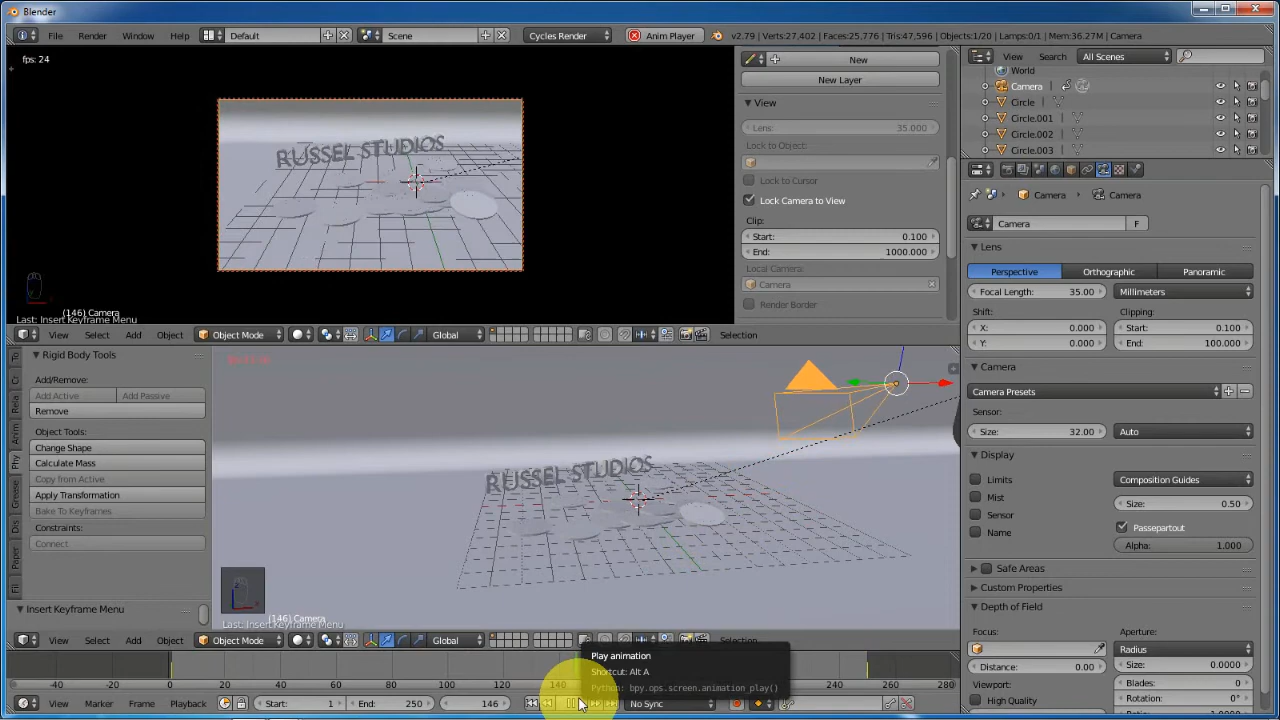 Blender
File Render Window Help Default Scene Cycles Render Anim Player v2.79 | Verts:27,402 | Faces:25,776 | Tris:47,596 | Objects:1/20 | Lamps:0/1 | Mem:36.27M | Camera
fps: 24
RUSSEL STUDIOS
(146) Camera
Last: Insert Keyframe Menu
View Select Add Object Object Mode Global Selection
New
New Layer
View
Lens: 35.000
Lock to Object:
Lock to Cursor
Lock Camera to View
Clip:
Start: 0.100
End: 1000.000
Local Camera:
Camera
Render Border
View Search All Scenes
World
Camera
Circle
Circle.001
Circle.002
Circle.003
Camera Camera
Camera F
Lens
Perspective Orthographic Panoramic
Focal Length: 35.00 Millimeters
Shift: Clipping:
X: 0.000 Start: 0.100
Y: 0.000 End: 100.000
Camera
Camera Presets
Sensor:
Size: 32.00 Auto
Display
Limits Composition Guides
Mist Size: 0.50
Sensor Passepartout
Name Alpha: 1.000
Safe Areas
Custom Properties
Depth of Field
Focus: Aperture:
Radius
Distance: 0.00 Size: 0.0000
Viewport: Blades: 0
High Quality Rotation: 0°
Rigid Body Tools
Add/Remove:
Add Active Add Passive
Remove
Object Tools:
Change Shape
Calculate Mass
Copy from Active
Apply Transformation
Bake To Keyframes
Constraints:
Connect
Insert Keyframe Menu
Cr
Rela
Anim
Phy
Grease
Dis
Paper
Fil
RUSSEL STUDIOS
(146) Camera
Last: Insert Keyframe Menu
View Select Add Object Object Mode Global Selection
Play animation
Shortcut: Alt A
Python: bpy.ops.screen.animation_play()
-40 -20 0 20 40 60 80 100 120 140 260 280
View Marker Frame Playback Start: 1 End: 250 146 No Sync